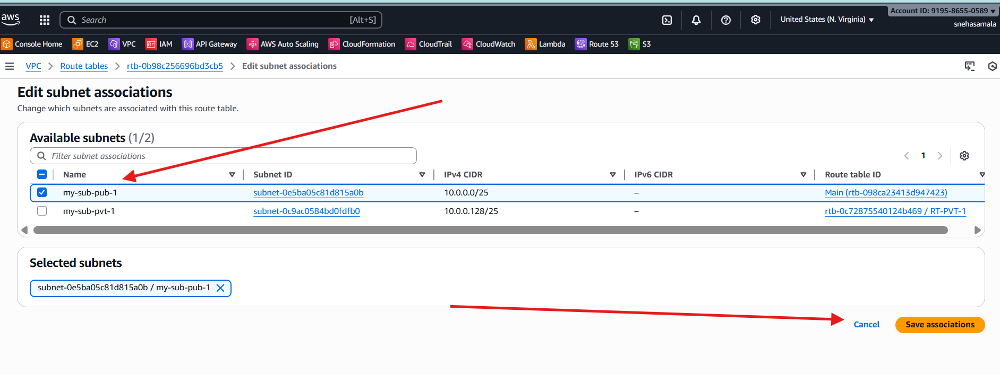 Account ID: 9195-8655-0589
aws
Search
[Alt+S]
United States (N. Virginia)
snehasamala
Console Home
EC2
VPC
IAM
API Gateway
AWS Auto Scaling
CloudFormation
CloudTrail
CloudWatch
Lambda
Route 53
S3
VPC > Route tables > rtb-0b98c256696bd3cb5 > Edit subnet associations
Edit subnet associations
Change which subnets are associated with this route table.
Available subnets (1/2)
Filter subnet associations
1
Name Subnet ID IPv4 CIDR IPv6 CIDR Route table ID
my-sub-pub-1 subnet-0e5ba05c81d815a0b 10.0.0.0/25 – Main (rtb-098ca23413d947423)
my-sub-pvt-1 subnet-0c9ac0584bd0fdfb0 10.0.0.128/25 – rtb-0c72875540124b469 / RT-PVT-1
Selected subnets
subnet-0e5ba05c81d815a0b / my-sub-pub-1
Cancel
Save associations